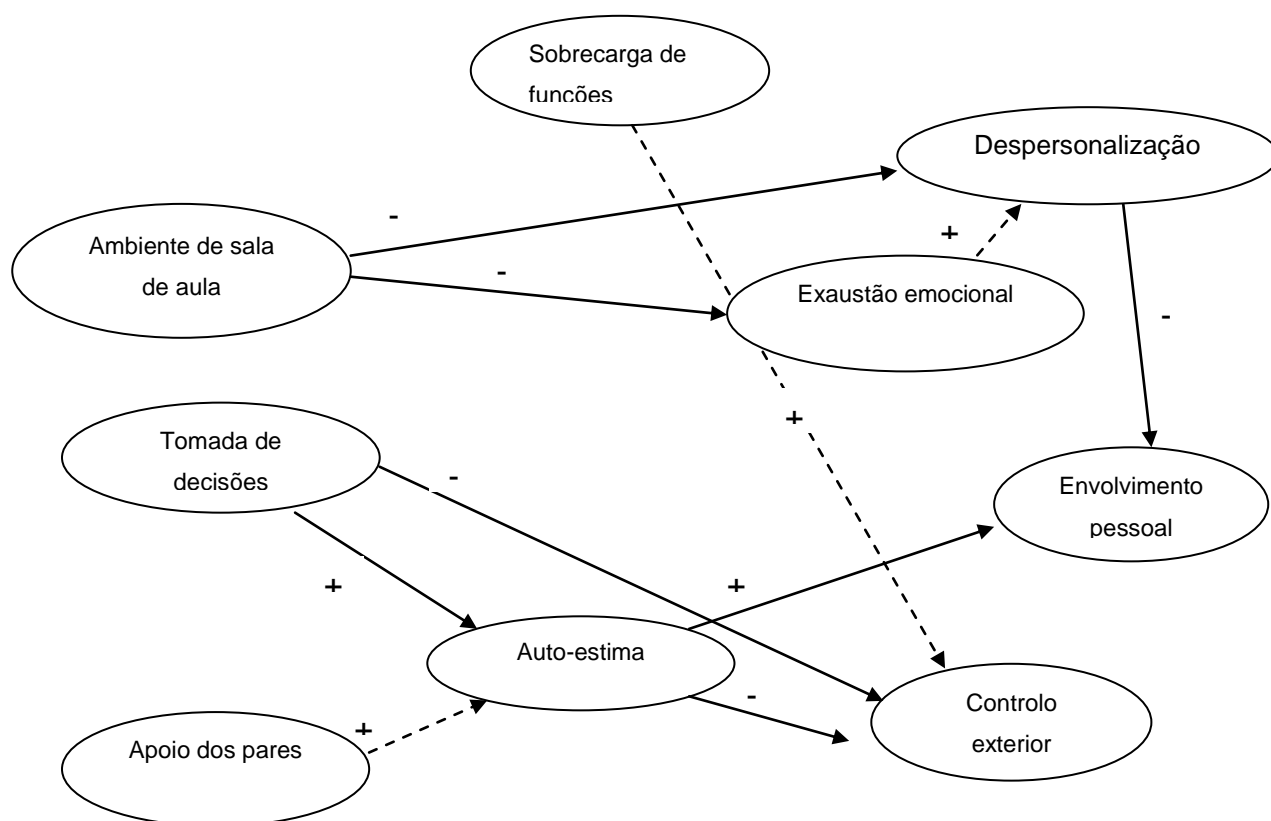 Sobrecarga de
funções
Despersonalização
-
Ambiente de sala
de aula
+
-
Exaustão emocional
-
+
Tomada de
decisões
-
Envolvimento
pessoal
+
+
Auto-estima
-
Controlo
exterior
+
Apoio dos pares